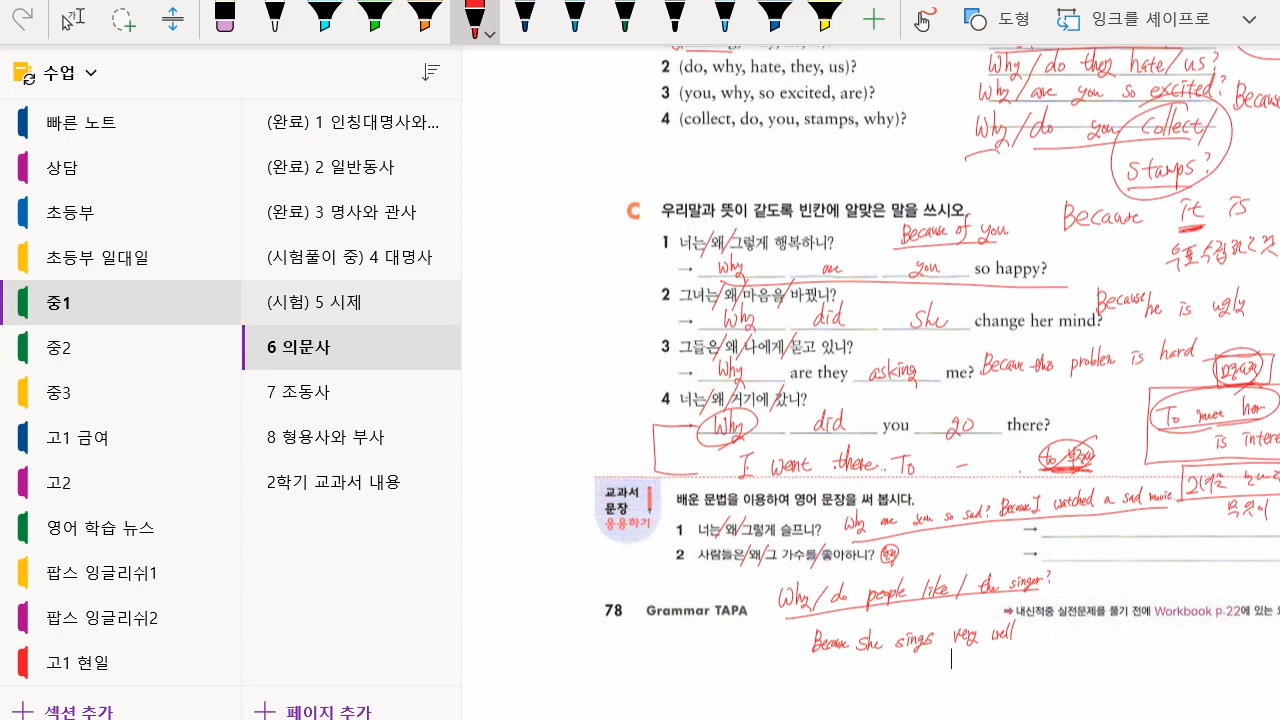 도형
잉크를 셰이프로
수업
빠른 노트
상담
초등부
초등부 일대일
중1
중2
중3
고1 금여
고2
영어 학습 뉴스
팝스 잉글리쉬1
팝스 잉글리쉬2
고1 현일
섹션 추가
(완료) 1 인칭대명사와...
(완료) 2 일반동사
(완료) 3 명사와 관사
(시험풀이 중) 4 대명사
(시험) 5 시제
6 의문사
7 조동사
8 형용사와 부사
2학기 교과서 내용
페이지 추가
2 (do, why, hate, they, us)? Why / do they hate / us?
3 (you, why, so excited, are)? Why / are you so excited? Because
4 (collect, do, you, stamps, why)? Why / do you collect /
stamps?
Because it is
C 우리말과 뜻이 같도록 빈칸에 알맞은 말을 쓰시오.
1 너는 / 왜 / 그렇게 행복하니? Because of you
→ Why are you so happy?
2 그녀는 / 왜 / 마음을 / 바꿨니? Because he is ugly
→ Why did she change her mind?
3 그들은 / 왜 / 나에게 / 묻고 있니?
→ Why are they asking me? Because this problem is hard
4 너는 / 왜 / 거기에 / 갔니?
→ Why did you go there?
I went there. To -
To meet her
is intere
교과서
문장
응용하기
배운 문법을 이용하여 영어 문장을 써 봅시다.
1 너는 / 왜 / 그렇게 슬프니? Why are you so sad? Because I watched a sad movie. →
2 사람들은 / 왜 / 그 가수를 / 좋아하니? →
Why / do people like / the singer?
Because she sings very well
78 Grammar TAPA
➡ 내신적중 실전문제를 풀기 전에 Workbook p.22에 있는